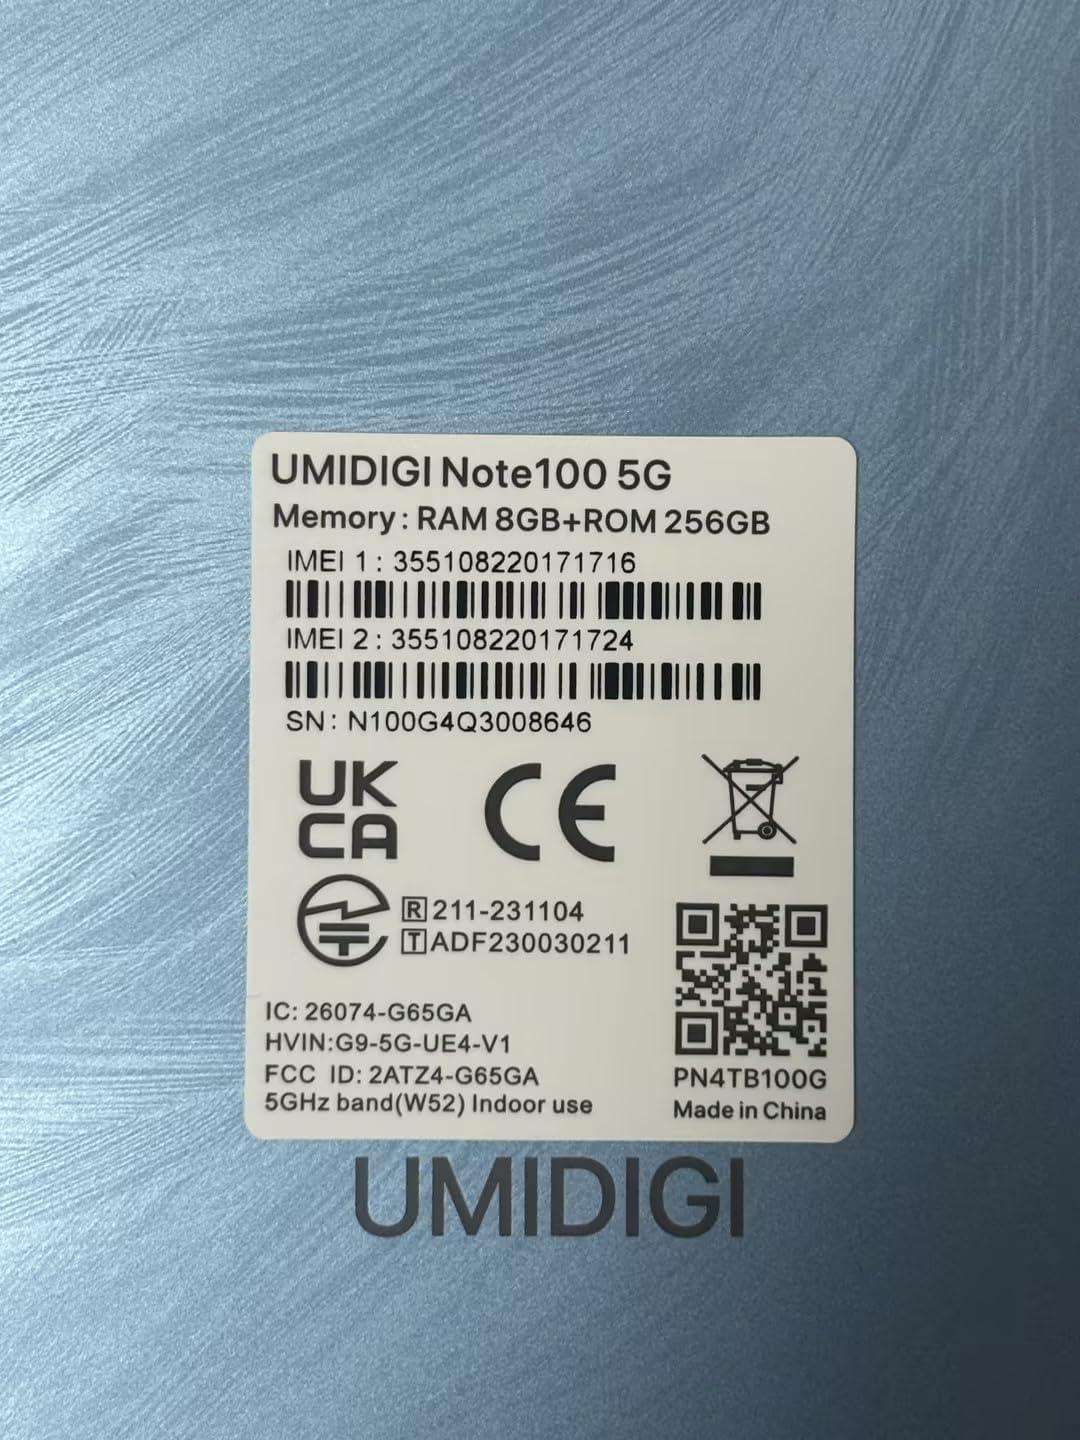 UMIDIGI Note100 5G
Memory: RAM 8GB+ROM 256GB
IMEI 1 : 355108220171716
IMEI 2 : 355108220171724
SN: N100G4Q3008646
UK
CA
CE
R 211-231104
T ADF230030211
IC: 26074-G65GA
HVIN:G9-5G-UE4-V1
FCC ID: 2ATZ4-G65GA
5GHz band(W52) Indoor use
PN4TB100G
Made in China
UMIDIGI